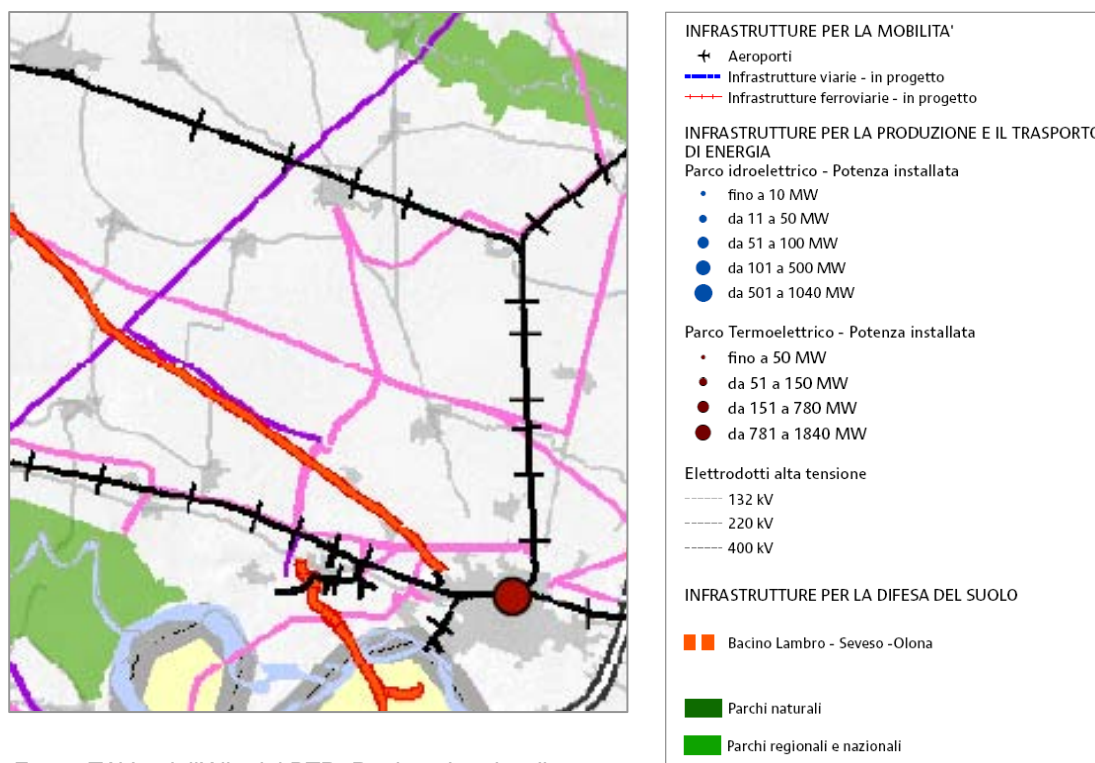 INFRASTRUTTURE PER LA MOBILITA'
Aeroporti
Infrastrutture viarie - in progetto
Infrastrutture ferroviarie - in progetto
INFRASTRUTTURE PER LA PRODUZIONE E IL TRASPORTO
DI ENERGIA
Parco idroelettrico - Potenza installata
fino a 10 MW
da 11 a 50 MW
da 51 a 100 MW
da 101 a 500 MW
da 501 a 1040 MW
Parco Termoelettrico - Potenza installata
fino a 50 MW
da 51 a 150 MW
da 151 a 780 MW
da 781 a 1840 MW
Elettrodotti alta tensione
132 kV
220 kV
400 kV
INFRASTRUTTURE PER LA DIFESA DEL SUOLO
Bacino Lambro - Seveso -Olona
Parchi naturali
Parchi regionali e nazionali